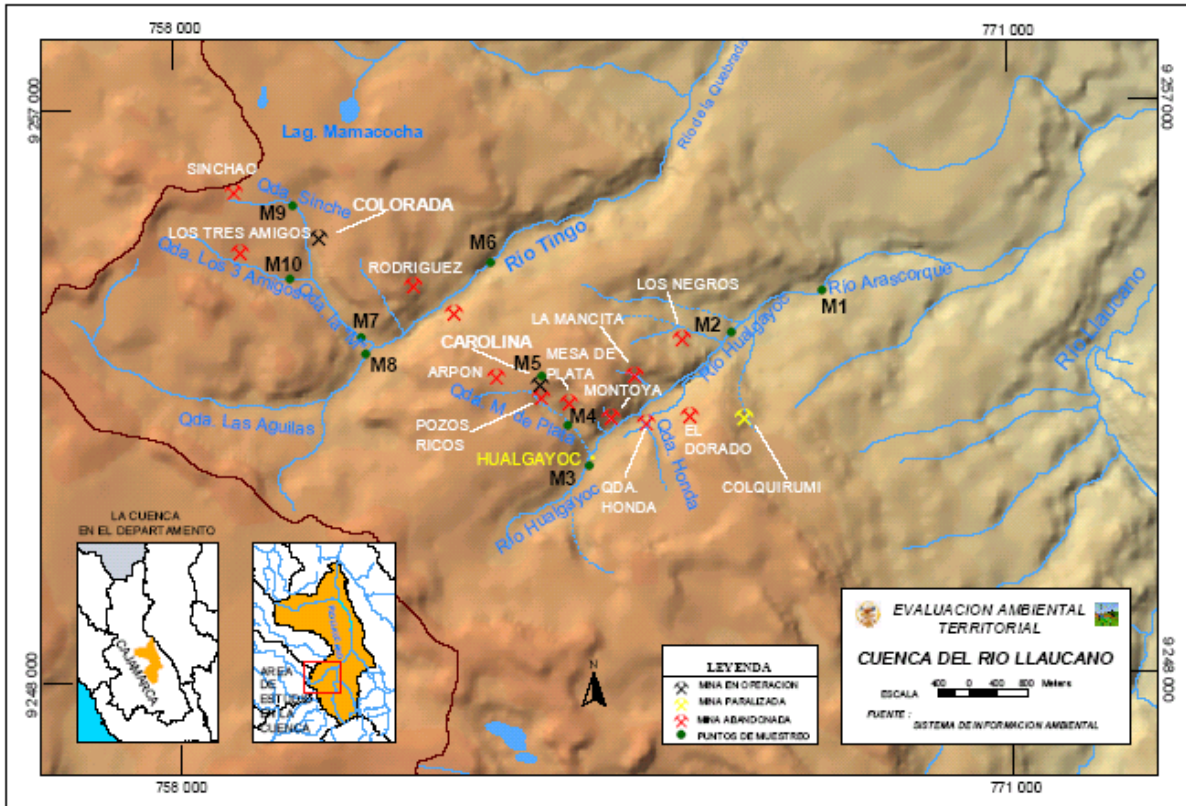 758 000
771 000
9 257 000
9 257 000
Lag. Mamacocha
Río de la Quebrada
SINCHAO
Qda. Sinche
M9
COLORADA
LOS TRES AMIGOS
Qda. Los 3 Amigos
M10
M6
Río Tingo
RODRIGUEZ
M7
M8
LOS NEGROS
M2
Río Arascorque
M1
Río Hualgayoc
Río Llaucano
LA MANCITA
CAROLINA
M5
MESA DE
PLATA
ARPON
MONTOYA
Qda. M. de Plata
M4
POZOS
RICOS
Qda. Las Aguilas
HUALGAYOC
M3
Río Hualgayoc
QDA.
HONDA
Qda. Honda
EL
DORADO
COLQUIRUMI
LA CUENCA
EN EL DEPARTAMENTO
CAJAMARCA
AREA
DE
ESTUDIO
EN LA
CUENCA
N
LEYENDA
MINA EN OPERACION
MINA PARALIZADA
MINA ABANDONADA
PUNTOS DE MUESTREO
EVALUACION AMBIENTAL
TERRITORIAL
CUENCA DEL RIO LLAUCANO
ESCALA
400 0 400 800 Meters
FUENTE :
SISTEMA DE INFORMACION AMBIENTAL
9 248 000
9 248 000
758 000
771 000